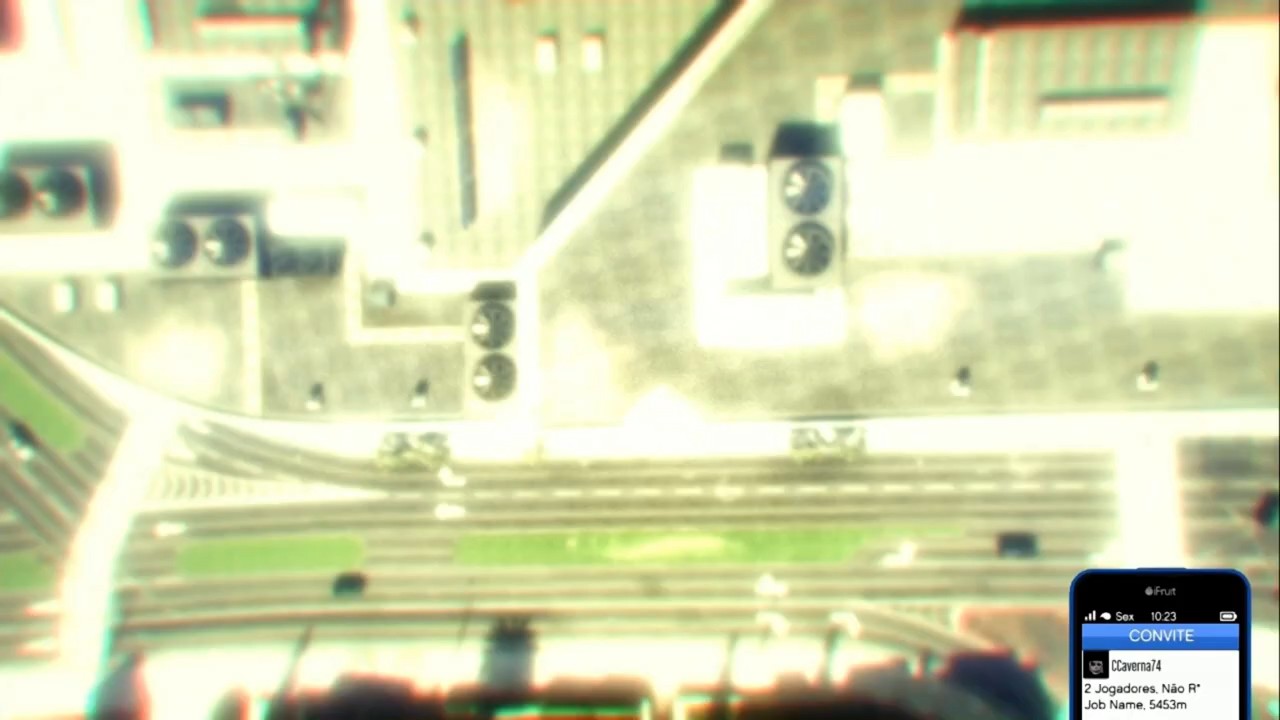 iFruit
Sex 10:23
CONVITE
CCaverna74
2 Jogadores, Não R*
Job Name, 5453m